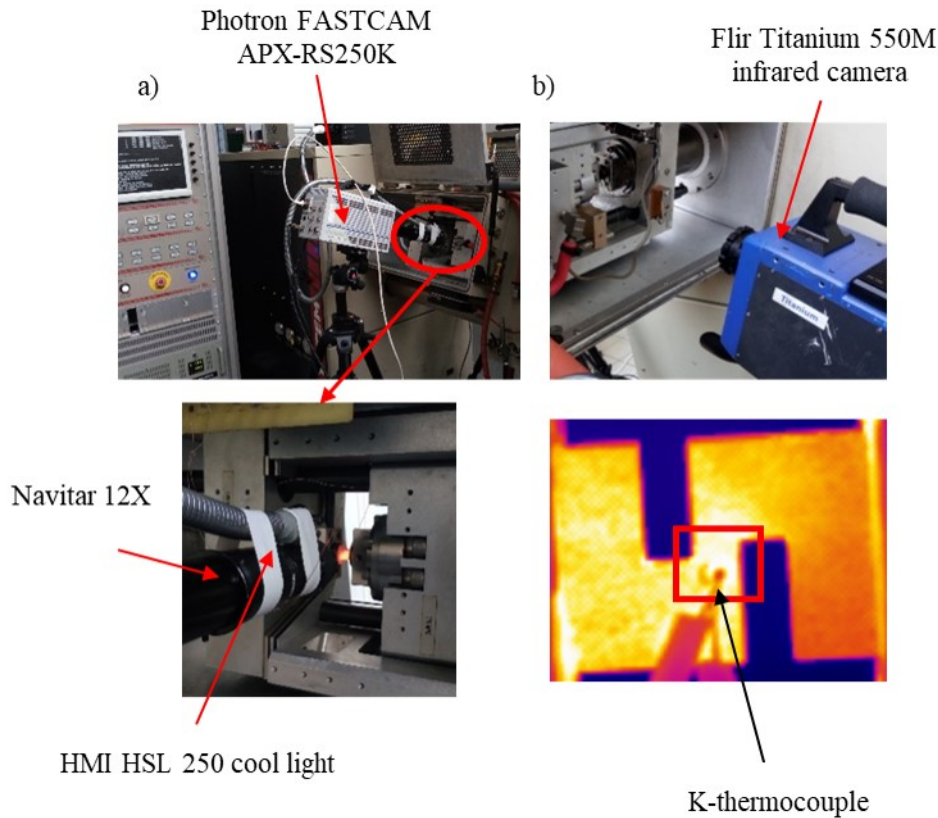 Photron FASTCAM
APX-RS250K
Flir Titanium 550M
infrared camera
a)
b)
Titanium
Navitar 12X
HMI HSL 250 cool light
K-thermocouple